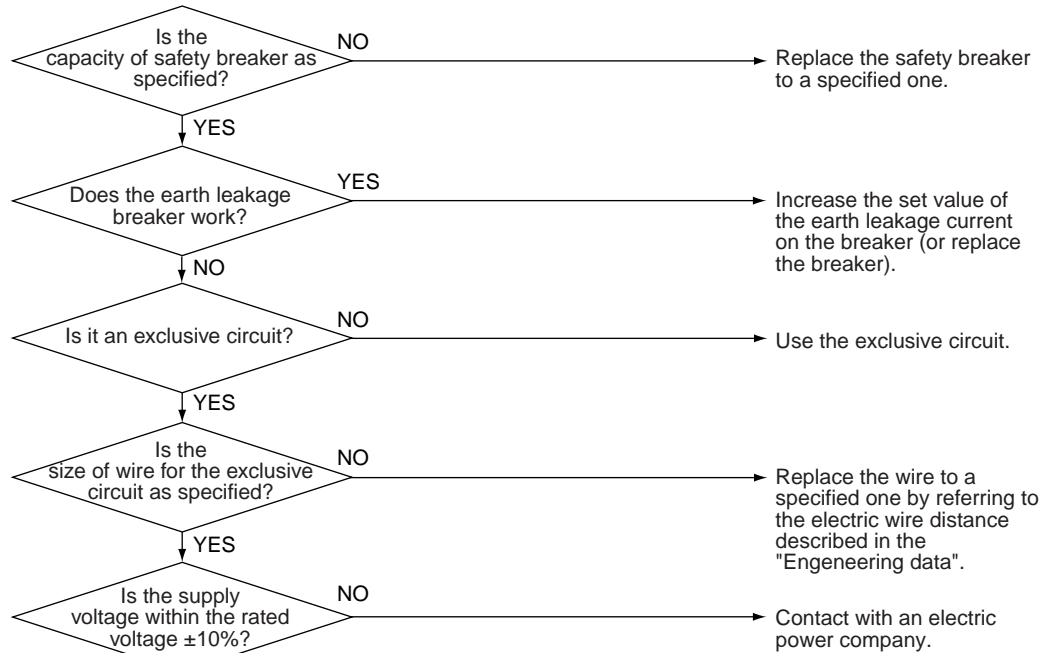 Is the
capacity of safety breaker as
specified?
NO
Replace the safety breaker
to a specified one.
YES
Does the earth leakage
breaker work?
YES
Increase the set value of
the earth leakage current
on the breaker (or replace
the breaker).
NO
Is it an exclusive circuit?
NO
Use the exclusive circuit.
YES
Is the
size of wire for the exclusive
circuit as specified?
NO
Replace the wire to a
specified one by referring to
the electric wire distance
described in the
"Engeneering data".
YES
Is the supply
voltage within the rated
voltage ±10%?
NO
Contact with an electric
power company.